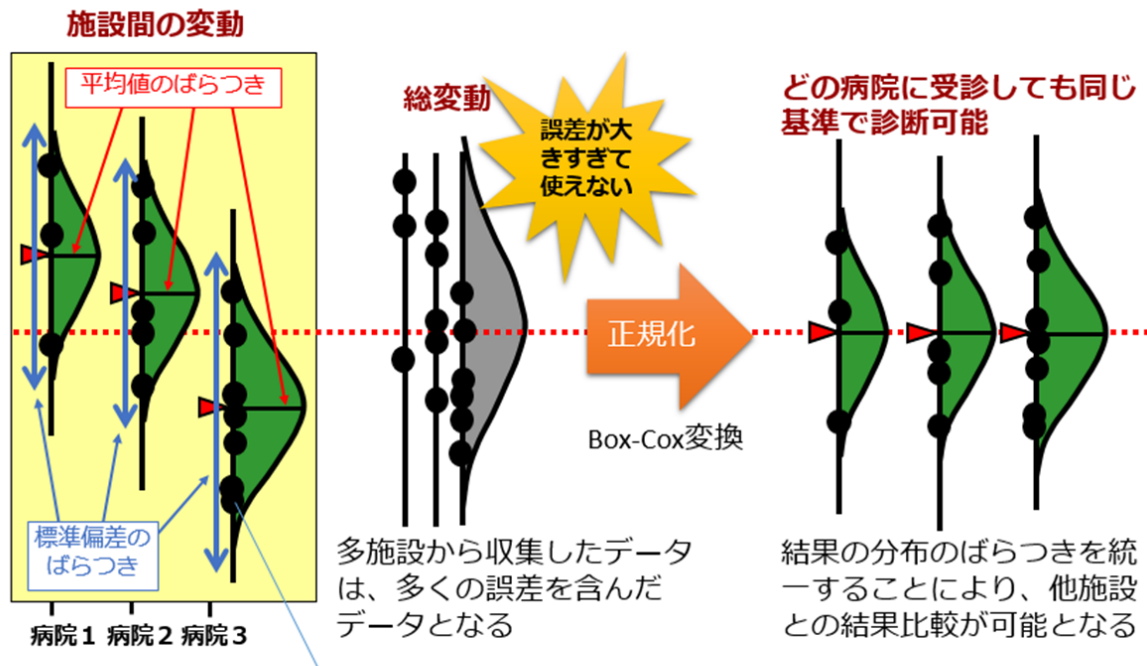 施設間の変動
平均値のばらつき
標準偏差の
ばらつき
病院1
病院2
病院3
総変動
誤差が大
きすぎて
使えない
多施設から収集したデータ
は、多くの誤差を含んだ
データとなる
正規化
Box-Cox変換
どの病院に受診しても同じ
基準で診断可能
結果の分布のばらつきを統
一することにより、他施設
との結果比較が可能となる